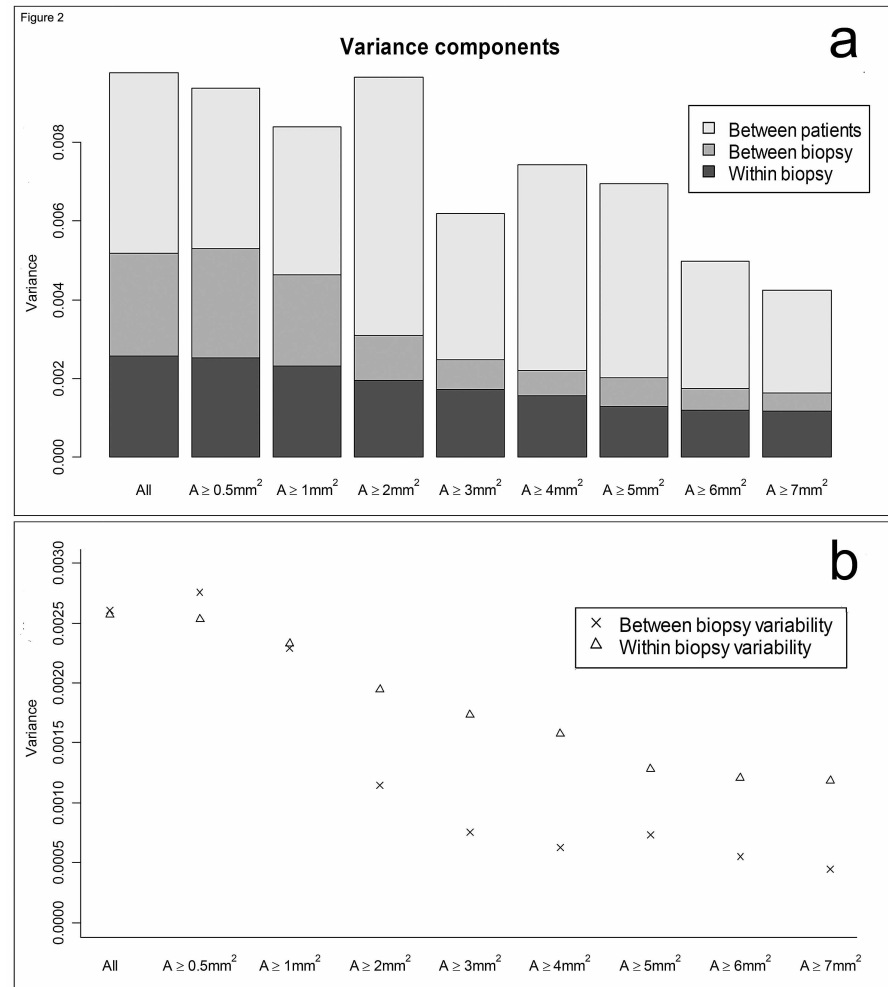 Figure 2
a
Variance components
Between patients
Between biopsy
Within biopsy
Variance
0.008
0.006
0.004
0.002
0.000
All A ≥ 0.5mm² A ≥ 1mm² A ≥ 2mm² A ≥ 3mm² A ≥ 4mm² A ≥ 5mm² A ≥ 6mm² A ≥ 7mm²
b
Between biopsy variability
Within biopsy variability
Variance
0.0030
0.0025
0.0020
0.0015
0.0010
0.0005
0.0000
All A ≥ 0.5mm² A ≥ 1mm² A ≥ 2mm² A ≥ 3mm² A ≥ 4mm² A ≥ 5mm² A ≥ 6mm² A ≥ 7mm²